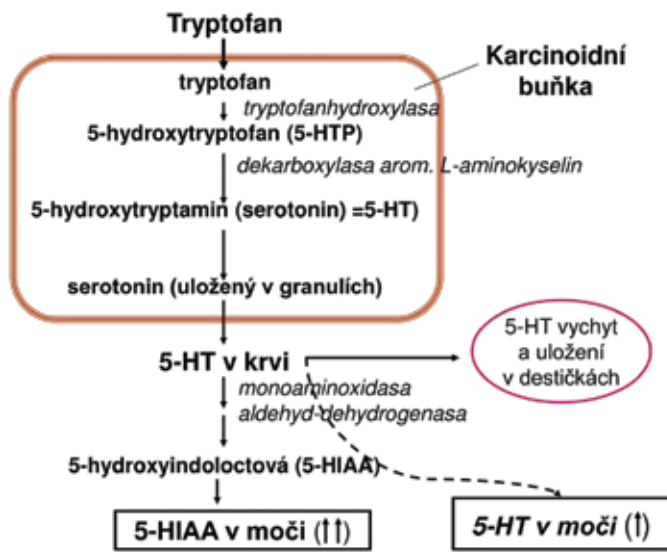 Tryptofan
Karcinoidní
buňka
tryptofan
tryptofanhydroxylasa
5-hydroxytryptofan (5-HTP)
dekarboxylasa arom. L-aminokyselin
5-hydroxytryptamin (serotonin) =5-HT)
serotonin (uložený v granulích)
5-HT v krvi
5-HT vychyt
a uložení
v destičkách
monoaminoxidasa
aldehyd-dehydrogenasa
5-hydroxyindoloctová (5-HIAA)
5-HIAA v moči (↑↑)
5-HT v moči (↑)